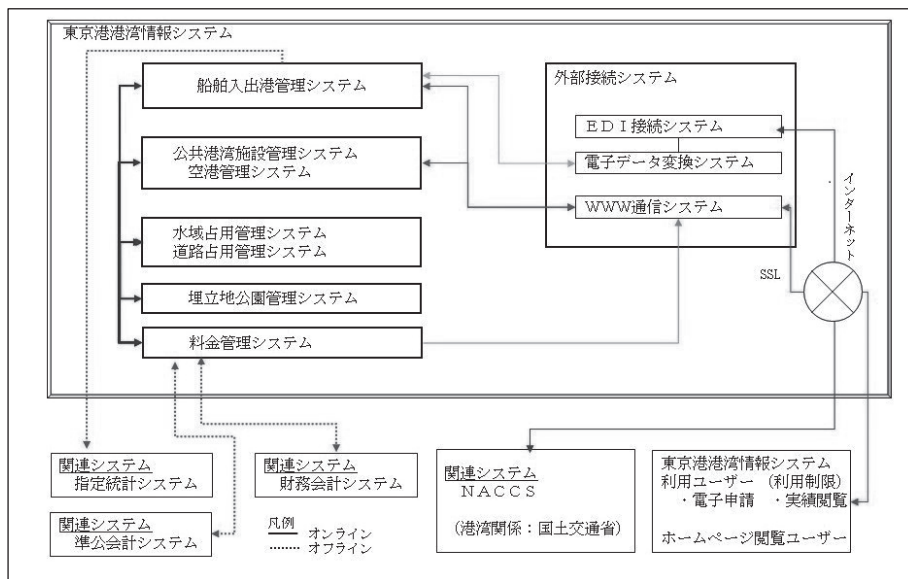 東京港港湾情報システム
船舶入出港管理システム
公共港湾施設管理システム
空港管理システム
水域占用管理システム
道路占用管理システム
埋立地公園管理システム
料金管理システム
外部接続システム
ＥＤＩ接続システム
電子データ変換システム
ＷＷＷ通信システム
インターネット
SSL
関連システム
指定統計システム
関連システム
準公会計システム
関連システム
財務会計システム
凡例
オンライン
オフライン
関連システム
ＮＡＣＣＳ
（港湾関係：国土交通省）
東京港港湾情報システム
利用ユーザー（利用制限）
・電子申請　・実績閲覧
ホームページ閲覧ユーザー